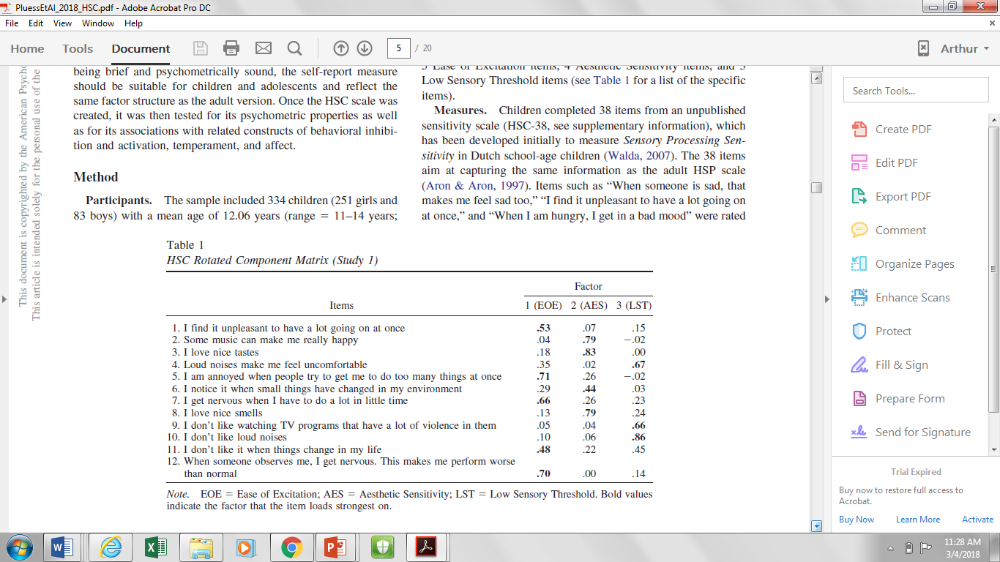 PluessEtAl_2018_HSC.pdf - Adobe Acrobat Pro DC
File Edit View Window Help
Home Tools Document 5 / 20 Arthur
This document is copyrighted by the American
This article is intended solely for the personal use of the
being brief and psychometrically sound, the self-report measure
should be suitable for children and adolescents and reflect the
same factor structure as the adult version. Once the HSC scale was
created, it was then tested for its psychometric properties as well
as for its associations with related constructs of behavioral inhibi-
tion and activation, temperament, and affect.
Method
Participants. The sample included 334 children (251 girls and
83 boys) with a mean age of 12.06 years (range = 11–14 years;
5 Ease of Excitation items, 4 Aesthetic Sensitivity items, and 3
Low Sensory Threshold items (see Table 1 for a list of the specific
items).
Measures. Children completed 38 items from an unpublished
sensitivity scale (HSC-38, see supplementary information), which
has been developed initially to measure Sensory Processing Sen-
sitivity in Dutch school-age children (Walda, 2007). The 38 items
aim at capturing the same information as the adult HSP scale
(Aron & Aron, 1997). Items such as “When someone is sad, that
makes me feel sad too,” “I find it unpleasant to have a lot going on
at once,” and “When I am hungry, I get in a bad mood” were rated
Table 1
HSC Rotated Component Matrix (Study 1)
Factor
Items 1 (EOE) 2 (AES) 3 (LST)
1. I find it unpleasant to have a lot going on at once .53 .07 .15
2. Some music can make me really happy .04 .79 −.02
3. I love nice tastes .18 .83 .00
4. Loud noises make me feel uncomfortable .35 .02 .67
5. I am annoyed when people try to get me to do too many things at once .71 .26 −.02
6. I notice it when small things have changed in my environment .29 .44 .03
7. I get nervous when I have to do a lot in little time .66 .26 .23
8. I love nice smells .13 .79 .24
9. I don’t like watching TV programs that have a lot of violence in them .05 .04 .66
10. I don’t like loud noises .10 .06 .86
11. I don’t like it when things change in my life .48 .22 .45
12. When someone observes me, I get nervous. This makes me perform worse
than normal .70 .00 .14
Note. EOE = Ease of Excitation; AES = Aesthetic Sensitivity; LST = Low Sensory Threshold. Bold values
indicate the factor that the item loads strongest on.
Search Tools...
Create PDF
Edit PDF
Export PDF
Comment
Organize Pages
Enhance Scans
Protect
Fill & Sign
Prepare Form
Send for Signature
Trial Expired
Buy now to restore full access to
Acrobat.
Buy Now Learn More Activate
11:28 AM
3/4/2018